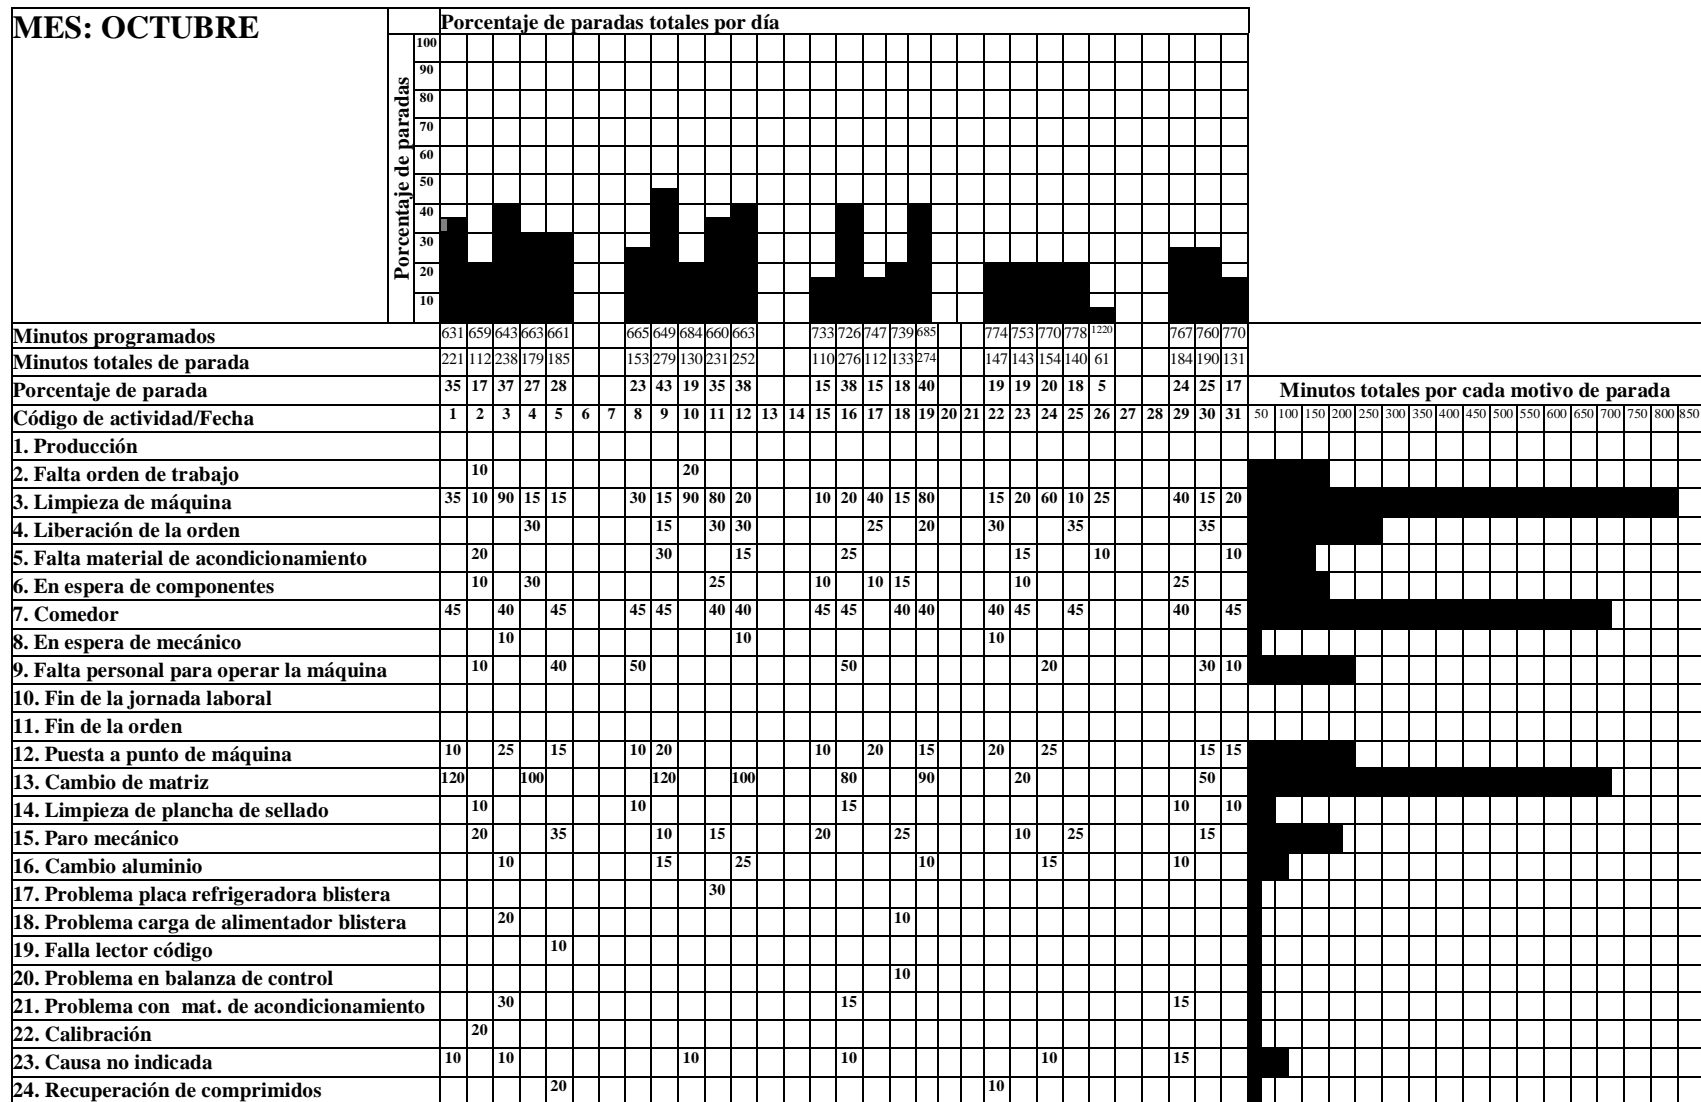 MES: OCTUBRE
Porcentaje de paradas totales por día
Porcentaje de paradas
100
90
80
70
60
50
40
30
20
10
Minutos programados 631 659 643 663 661 665 649 684 660 663 733 726 747 739 685 774 753 770 778 1220 767 760 770
Minutos totales de parada 221 112 238 179 185 153 279 130 231 252 110 276 112 133 274 147 143 154 140 61 184 190 131
Porcentaje de parada 35 17 37 27 28 23 43 19 35 38 15 38 15 18 40 19 19 20 18 5 24 25 17 Minutos totales por cada motivo de parada
Código de actividad/Fecha 1 2 3 4 5 6 7 8 9 10 11 12 13 14 15 16 17 18 19 20 21 22 23 24 25 26 27 28 29 30 31 50 100 150 200 250 300 350 400 450 500 550 600 650 700 750 800 850
1. Producción
2. Falta orden de trabajo 10 20
3. Limpieza de máquina 35 10 90 15 15 30 15 90 80 20 10 20 40 15 80 15 20 60 10 25 40 15 20
4. Liberación de la orden 30 15 30 30 25 20 30 35 35
5. Falta material de acondicionamiento 20 30 15 25 15 10 10
6. En espera de componentes 10 30 25 10 10 15 10 25
7. Comedor 45 40 45 45 45 40 40 45 45 40 40 40 45 45 40 45
8. En espera de mecánico 10 10 10
9. Falta personal para operar la máquina 10 40 50 50 20 30 10
10. Fin de la jornada laboral
11. Fin de la orden
12. Puesta a punto de máquina 10 25 15 10 20 10 20 15 20 25 15 15
13. Cambio de matriz 120 100 120 100 80 90 20 50
14. Limpieza de plancha de sellado 10 10 15 10 10
15. Paro mecánico 20 35 10 15 20 25 10 25 15
16. Cambio aluminio 10 15 25 10 15 10
17. Problema placa refrigeradora blistera 30
18. Problema carga de alimentador blistera 20 10
19. Falla lector código 10
20. Problema en balanza de control 10
21. Problema con mat. de acondicionamiento 30 15 15
22. Calibración 20
23. Causa no indicada 10 10 10 10 10 15
24. Recuperación de comprimidos 20 10